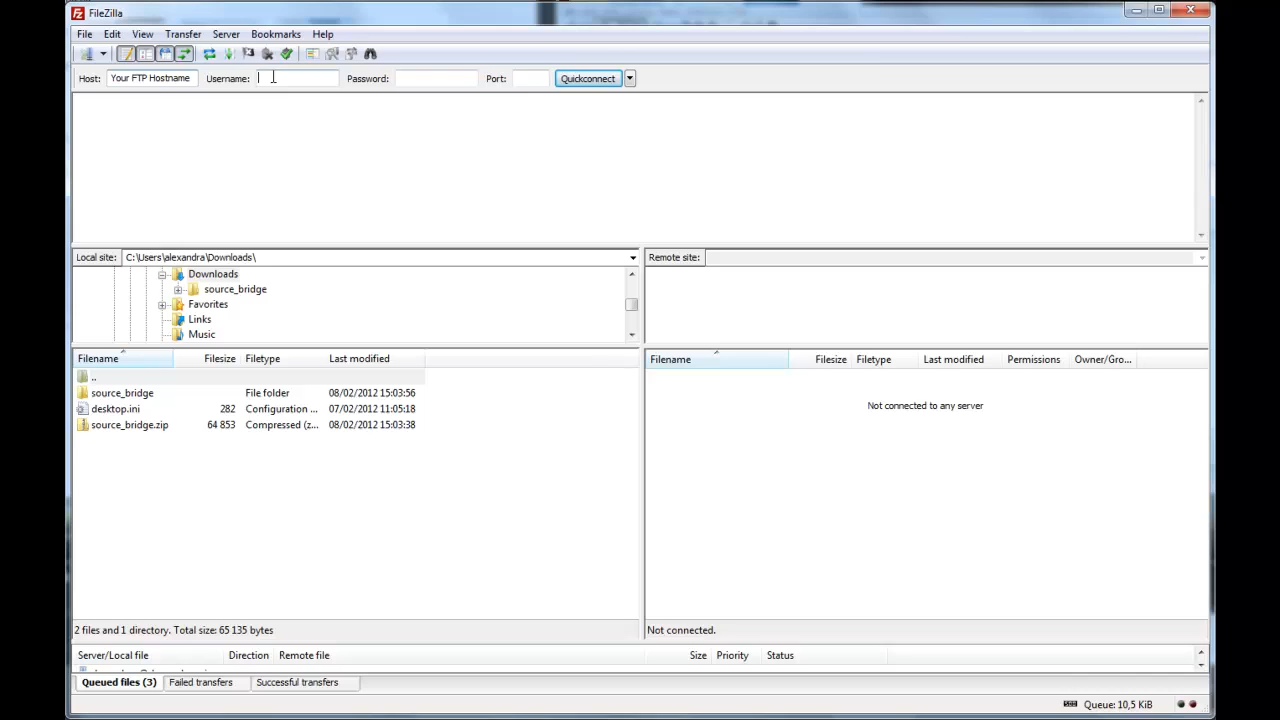 FileZilla
File Edit View Transfer Server Bookmarks Help
Host: Your FTP Hostname Username: Password: Port: Quickconnect
Local site: C:\Users\alexandra\Downloads\ Remote site:
Downloads
source_bridge
Favorites
Links
Music
Filename Filesize Filetype Last modified Filename Filesize Filetype Last modified Permissions Owner/Gro...
..
source_bridge File folder 08/02/2012 15:03:56
Not connected to any server
desktop.ini 282 Configuration ... 07/02/2012 11:05:18
source_bridge.zip 64 853 Compressed (z... 08/02/2012 15:03:38
2 files and 1 directory. Total size: 65 135 bytes Not connected.
Server/Local file Direction Remote file Size Priority Status
Queued files (3) Failed transfers Successful transfers
Queue: 10,5 KiB